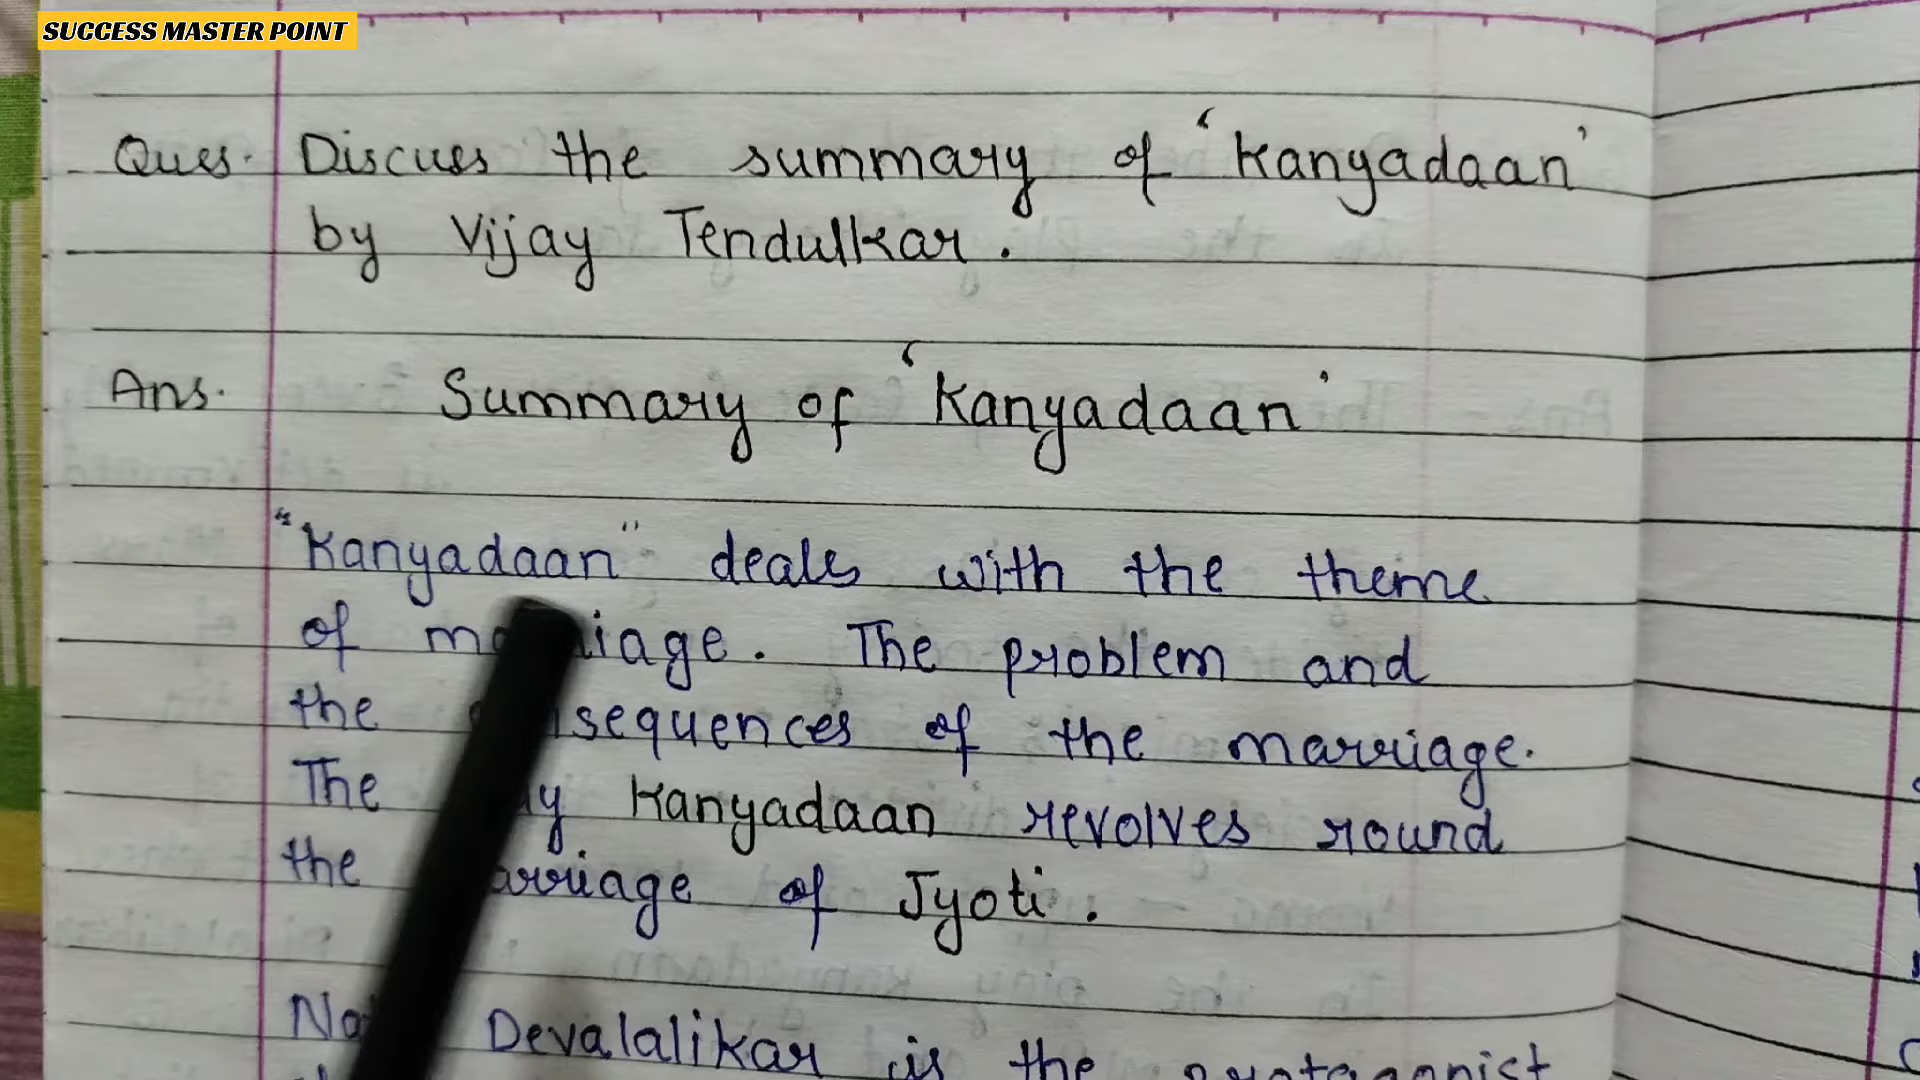 SUCCESS MASTER POINT
Ques. Discuss the summary of 'Kanyadaan'
by Vijay Tendulkar.
Ans. Summary of 'Kanyadaan'
"Kanyadaan" deals with the theme
of marriage. The problem and
the consequences of the marriage.
The Kanyadaan revolves round
the marriage of Jyoti.
Devalalikar is the protagonist